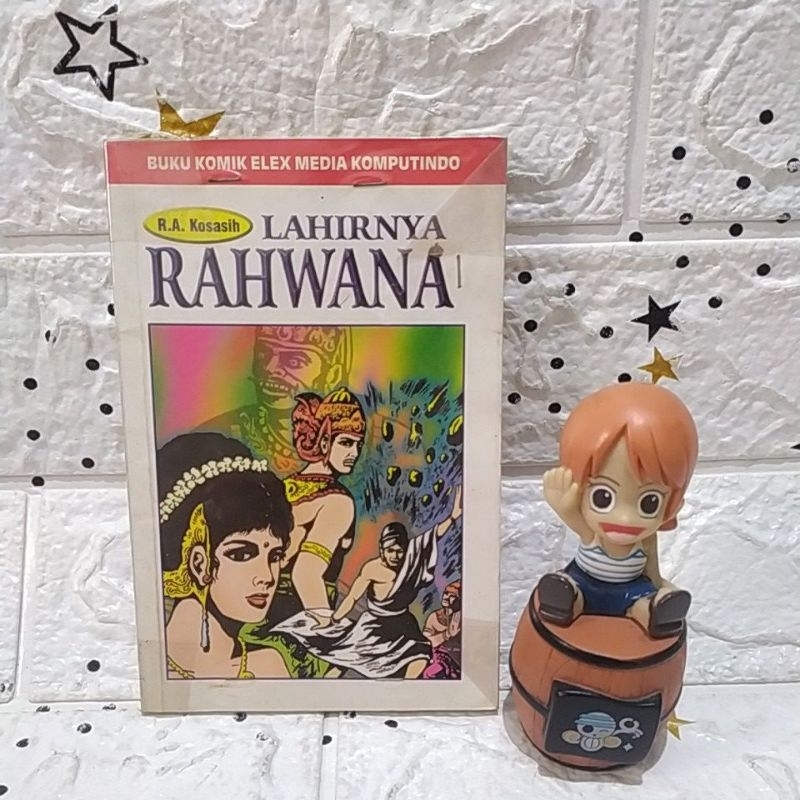 BUKU KOMIK ELEX MEDIA KOMPUTINDO
R.A. Kosasih
LAHIRNYA
RAHWANA